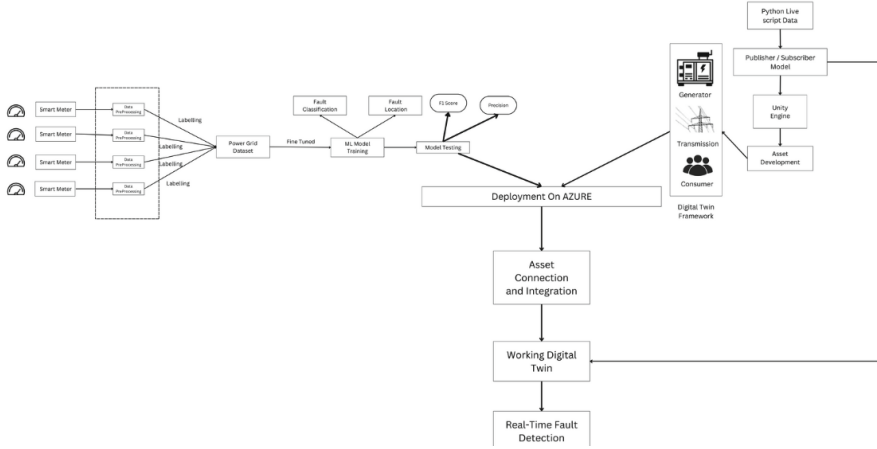 Smart Meter
Data
PreProcessing
Labelling
Smart Meter
Data
PreProcessing
Labelling
Smart Meter
Data
PreProcessing
Labelling
Smart Meter
Data
PreProcessing
Labelling
Power Grid
Dataset
Fine Tuned
Fault
Classification
Fault
Location
ML Model
Training
F1 Score
Precision
Model Testing
Generator
Transmission
Consumer
Digital Twin
Framework
Python Live
script Data
Publisher / Subscriber
Model
Unity
Engine
Asset
Development
Deployment On AZURE
Asset
Connection
and Integration
Working Digital
Twin
Real-Time Fault
Detection